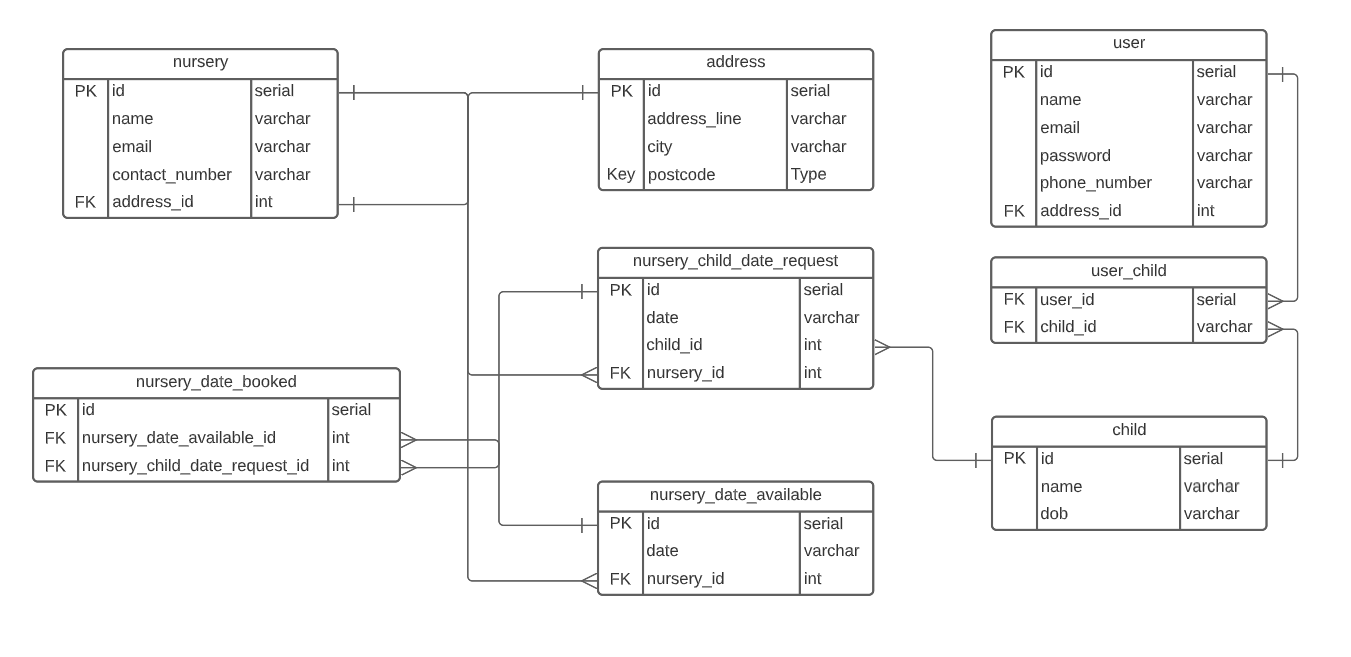 nursery
PK id serial
name varchar
email varchar
contact_number varchar
FK address_id int
address
PK id serial
address_line varchar
city varchar
Key postcode Type
user
PK id serial
name varchar
email varchar
password varchar
phone_number varchar
FK address_id int
nursery_child_date_request
PK id serial
date varchar
child_id int
FK nursery_id int
user_child
FK user_id serial
FK child_id varchar
nursery_date_booked
PK id serial
FK nursery_date_available_id int
FK nursery_child_date_request_id int
nursery_date_available
PK id serial
date varchar
FK nursery_id int
child
PK id serial
name varchar
dob varchar